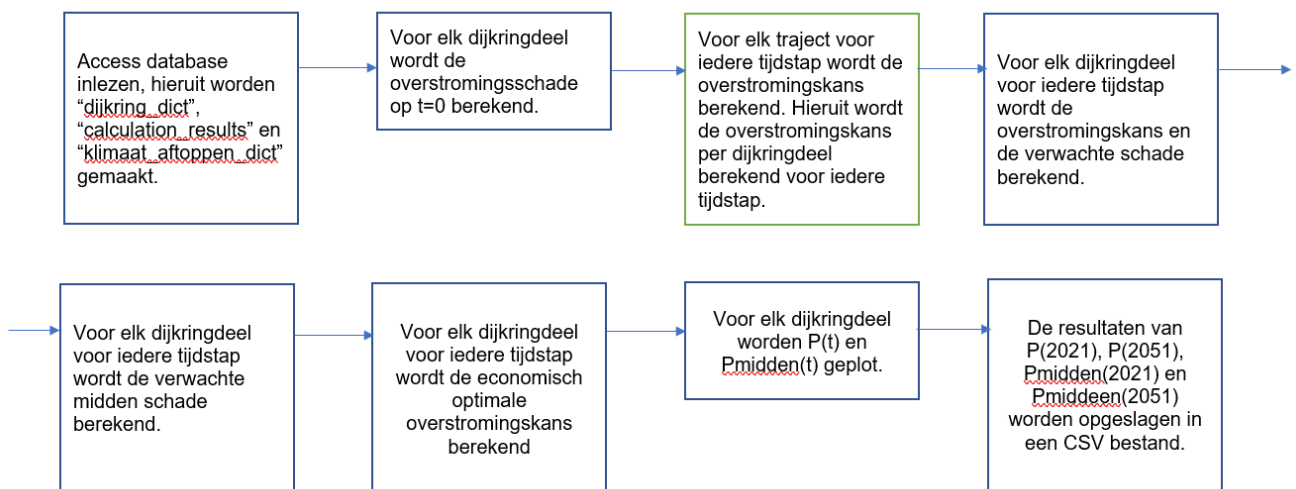 Access database
inlezen, hieruit worden
“dijkring_dict”,
“calculation_results” en
“klimaat_aftoppen_dict”
gemaakt.
Voor elk dijkringdeel
wordt de
overstromingsschade
op t=0 berekend.
Voor elk traject voor
iedere tijdstap wordt de
overstromingskans
berekend. Hieruit wordt
de overstromingskans
per dijkringdeel
berekend voor iedere
tijdstap.
Voor elk dijkringdeel
voor iedere tijdstap
wordt de
overstromingskans en
de verwachte schade
berekend.
Voor elk dijkringdeel
voor iedere tijdstap
wordt de verwachte
midden schade
berekend.
Voor elk dijkringdeel
voor iedere tijdstap
wordt de economisch
optimale
overstromingskans
berekend
Voor elk dijkringdeel
worden P(t) en
Pmidden(t) geplot.
De resultaten van
P(2021), P(2051),
Pmidden(2021) en
Pmiddeen(2051)
worden opgeslagen in
een CSV bestand.